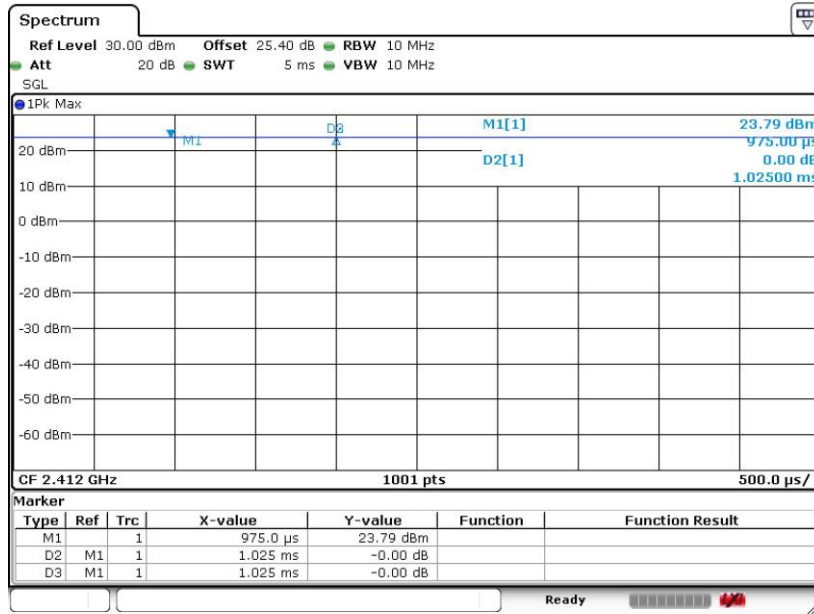 Spectrum
Ref Level 30.00 dBm Offset 25.40 dB RBW 10 MHz
Att 20 dB SWT 5 ms VBW 10 MHz
SGL
1Pk Max
M1[1] 23.79 dBm
975.00 µs
D2[1] 0.00 dB
1.02500 ms
M1
D3
20 dBm
10 dBm
0 dBm
-10 dBm
-20 dBm
-30 dBm
-40 dBm
-50 dBm
-60 dBm
CF 2.412 GHz 1001 pts 500.0 µs/
Marker
Type Ref Trc X-value Y-value Function Function Result
M1 1 975.0 µs 23.79 dBm
D2 M1 1 1.025 ms -0.00 dB
D3 M1 1 1.025 ms -0.00 dB
Ready